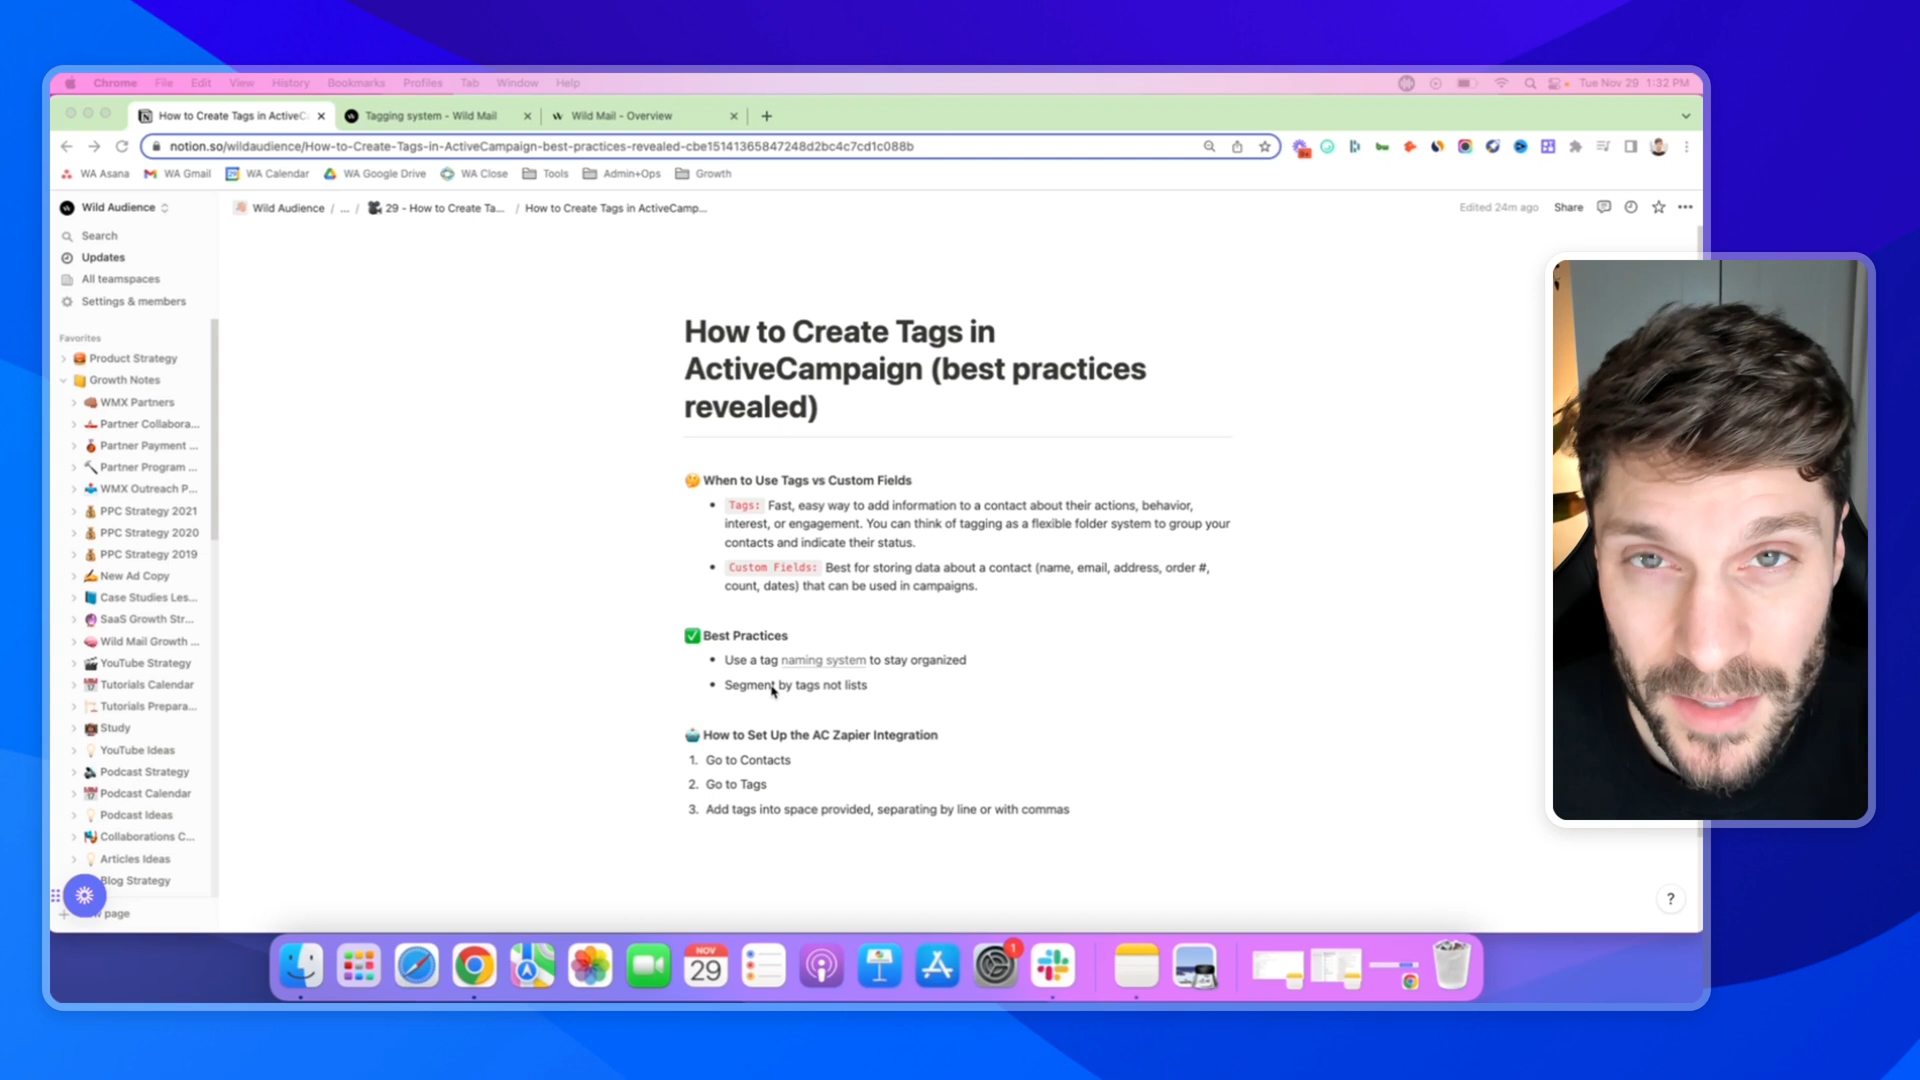 Chrome File Edit View History Bookmarks Profiles Tab Window Help Tue Nov 29 1:32 PM
How to Create Tags in ActiveC Tagging system - Wild Mail Wild Mail - Overview
notion.so/wildaudience/How-to-Create-Tags-in-ActiveCampaign-best-practices-revealed-cbe15141365847248d2bc4c7cd1c088b
WA Asana WA Gmail WA Calendar WA Google Drive WA Close Tools Admin+Ops Growth
Wild Audience
Wild Audience / ... / 29 - How to Create Ta... / How to Create Tags in ActiveCamp...
Edited 24m ago Share
Search
Updates
All teamspaces
Settings & members
Favorites
Product Strategy
Growth Notes
WMX Partners
Partner Collabora...
Partner Payment ...
Partner Program ...
WMX Outreach P...
PPC Strategy 2021
PPC Strategy 2020
PPC Strategy 2019
New Ad Copy
Case Studies Les...
SaaS Growth Str...
Wild Mail Growth ...
YouTube Strategy
Tutorials Calendar
Tutorials Prepara...
Study
YouTube Ideas
Podcast Strategy
Podcast Calendar
Podcast Ideas
Collaborations C...
Articles Ideas
Blog Strategy
page
How to Create Tags in
ActiveCampaign (best practices
revealed)
When to Use Tags vs Custom Fields
• Tags: Fast, easy way to add information to a contact about their actions, behavior,
interest, or engagement. You can think of tagging as a flexible folder system to group your
contacts and indicate their status.
• Custom Fields: Best for storing data about a contact (name, email, address, order #,
count, dates) that can be used in campaigns.
Best Practices
• Use a tag naming system to stay organized
• Segment by tags not lists
How to Set Up the AC Zapier Integration
1. Go to Contacts
2. Go to Tags
3. Add tags into space provided, separating by line or with commas
?
NOV
29
1